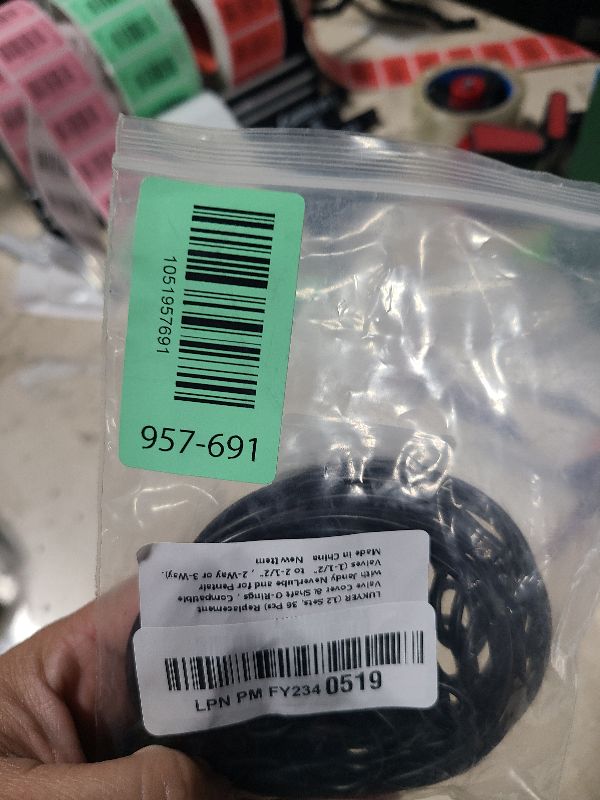 1051957691
957-691
LUKYER (12 Sets, 36 Pcs) Replacement
Valve Cover & Shafts O-Rings , Compatible
with Jandy NeverLube and for Pentair
Valves (1-1/2" to 2-1/2" , 2-Way or 3-Way).
Made in China New Item
LPN PM FY234 0519